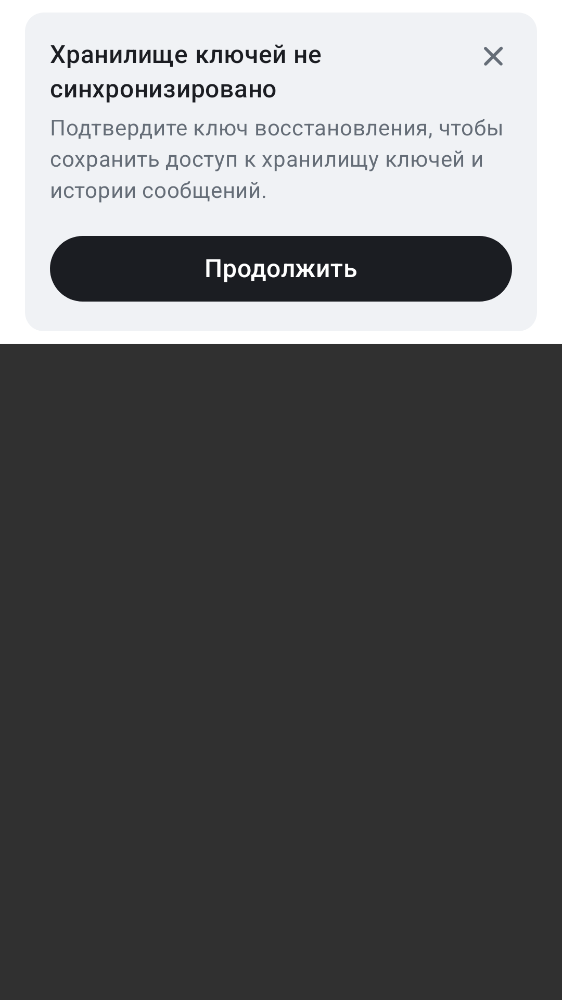 Хранилище ключей не
синхронизировано
Подтвердите ключ восстановления, чтобы
сохранить доступ к хранилищу ключей и
истории сообщений.
Продолжить